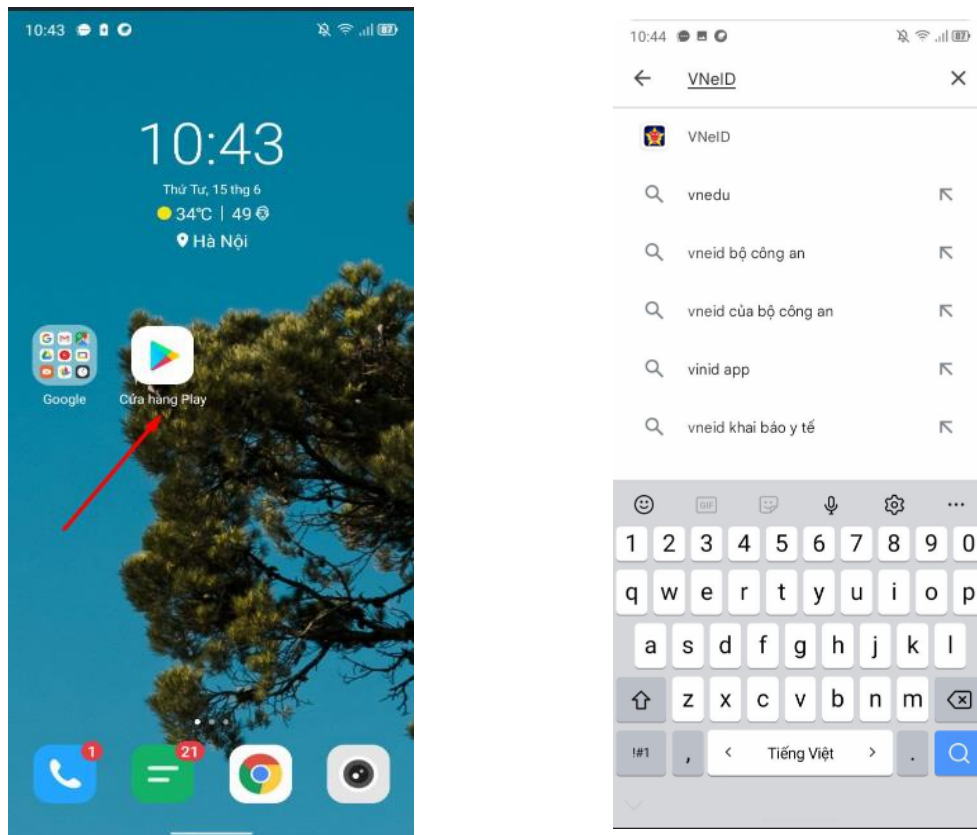 10:43
87
10:43
Thứ Tư, 15 thg 6
34°C | 49
Hà Nội
Google
Cửa hàng Play
1
21
10:44
87
VNeID
VNeID
vnedu
vneid bộ công an
vneid của bộ công an
vinid app
vneid khai báo y tế
GIF
1 2 3 4 5 6 7 8 9 0
q w e r t y u i o p
a s d f g h j k l
z x c v b n m
!#1 , < Tiếng Việt > .